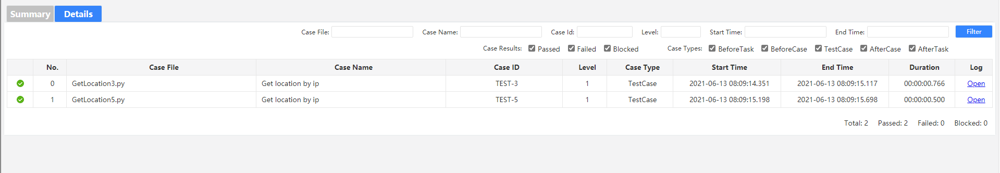 Summary Details
Case File: Case Name: Case Id: Level: Start Time: End Time: Filter
Case Results: Passed Failed Blocked Case Types: BeforeTask BeforeCase TestCase AfterCase AfterTask
No. Case File Case Name Case ID Level Case Type Start Time End Time Duration Log
0 GetLocation3.py Get location by ip TEST-3 1 TestCase 2021-06-13 08:09:14.351 2021-06-13 08:09:15.117 00:00:00.766 Open
1 GetLocation5.py Get location by ip TEST-5 1 TestCase 2021-06-13 08:09:15.198 2021-06-13 08:09:15.698 00:00:00.500 Open
Total: 2 Passed: 2 Failed: 0 Blocked: 0